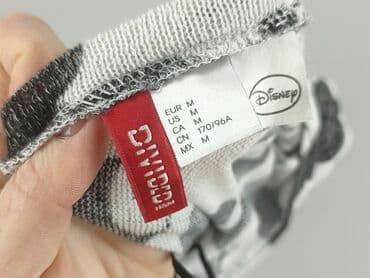 DIVIDED
EUR M
US M
CA M
CN 170/96A
MX M
Disney